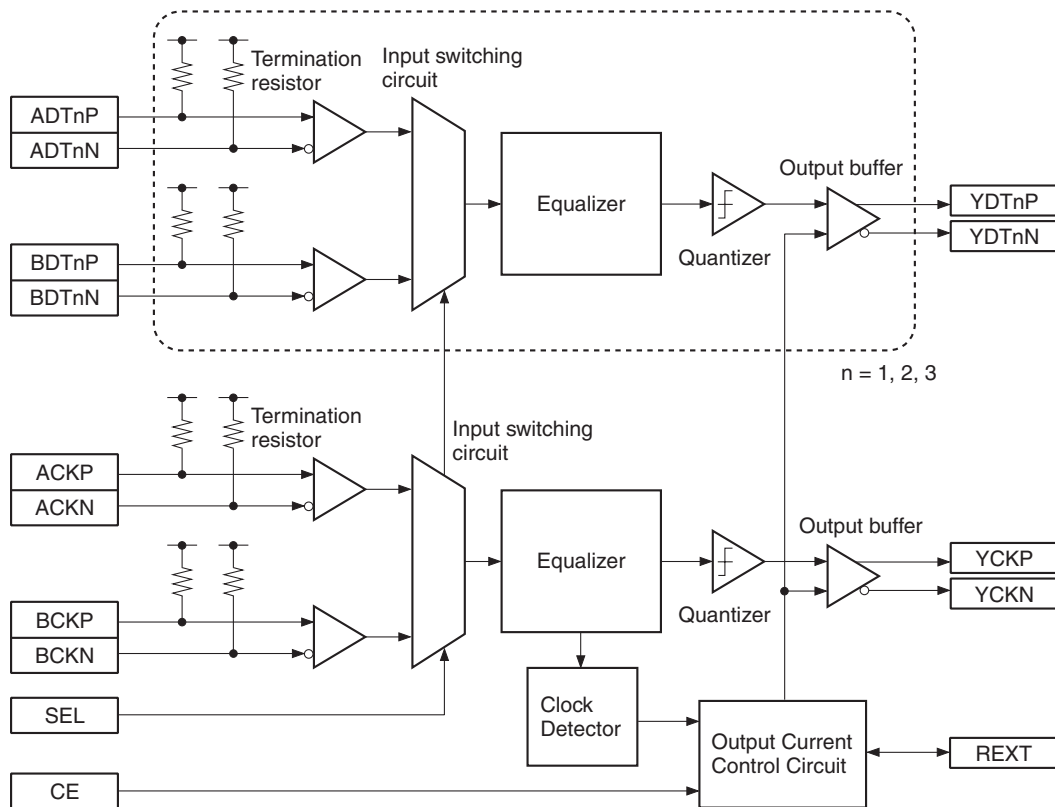 Termination
resistor
Input switching
circuit
ADTnP
ADTnN
Equalizer
Output buffer
YDTnP
YDTnN
Quantizer
BDTnP
BDTnN
n = 1, 2, 3
Termination
resistor
Input switching
circuit
ACKP
ACKN
Equalizer
Output buffer
YCKP
YCKN
Quantizer
BCKP
BCKN
SEL
Clock
Detector
Output Current
Control Circuit
REXT
CE